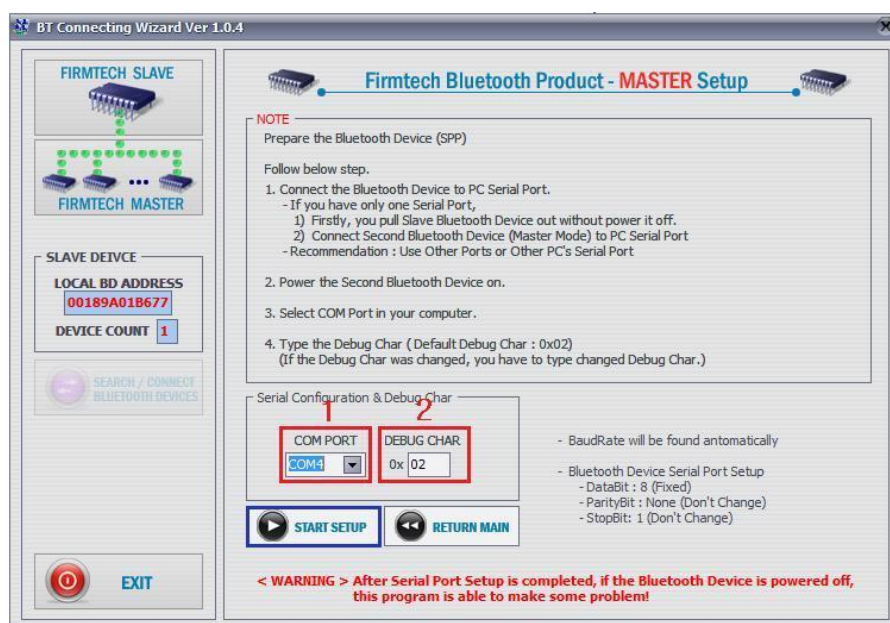 BT Connecting Wizard Ver 1.0.4
FIRMTECH SLAVE
FIRMTECH MASTER
SLAVE DEIVCE
LOCAL BD ADDRESS
00189A01B677
DEVICE COUNT 1
SEARCH / CONNECT
BLUETOOTH DEVICES
EXIT
Firmtech Bluetooth Product - MASTER Setup
NOTE
Prepare the Bluetooth Device (SPP)
Follow below step.
1. Connect the Bluetooth Device to PC Serial Port.
- If you have only one Serial Port,
1) Firstly, you pull Slave Bluetooth Device out without power it off.
2) Connect Second Bluetooth Device (Master Mode) to PC Serial Port
- Recommendation : Use Other Ports or Other PC's Serial Port
2. Power the Second Bluetooth Device on.
3. Select COM Port in your computer.
4. Type the Debug Char ( Default Debug Char : 0x02)
(If the Debug Char was changed, you have to type changed Debug Char.)
Serial Configuration & Debug Char
1 2
COM PORT DEBUG CHAR
COM4 0x 02
START SETUP RETURN MAIN
- BaudRate will be found antomatically
- Bluetooth Device Serial Port Setup
- DataBit : 8 (Fixed)
- ParityBit : None (Don't Change)
- StopBit: 1 (Don't Change)
< WARNING > After Serial Port Setup is completed, if the Bluetooth Device is powered off,
this program is able to make some problem!